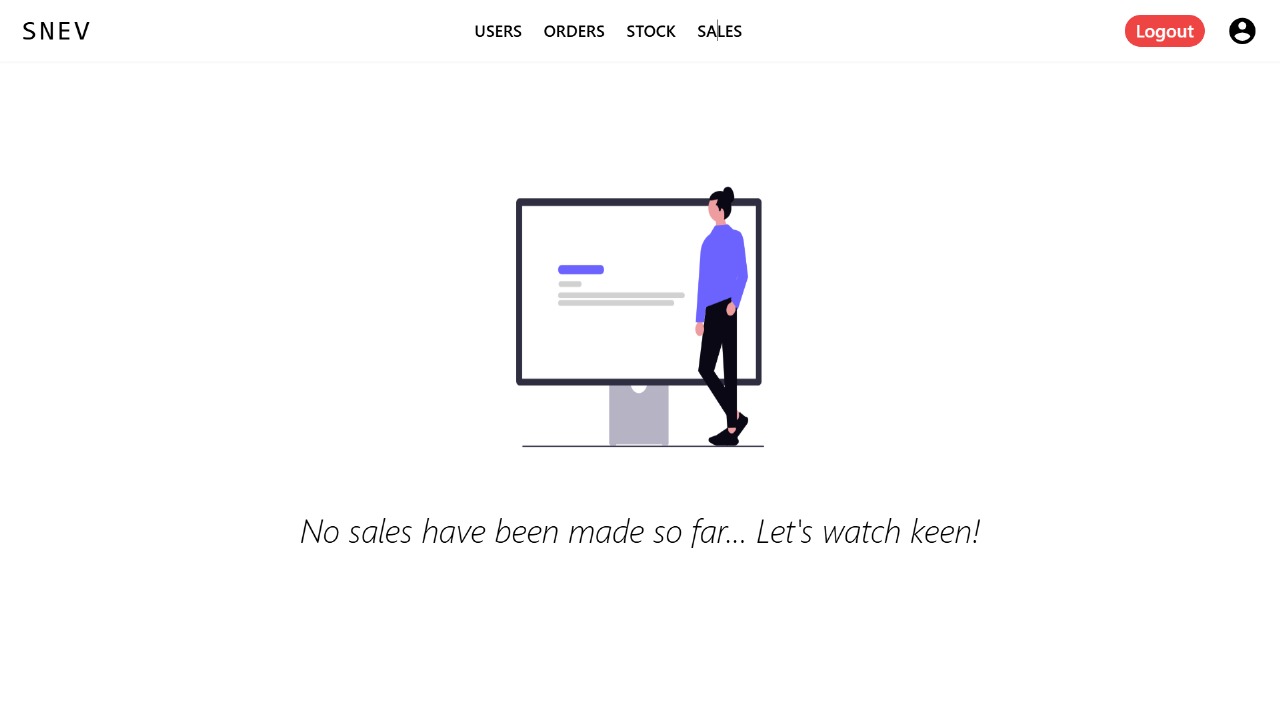 SNEV
USERS ORDERS STOCK SALES
Logout
No sales have been made so far... Let's watch keen!